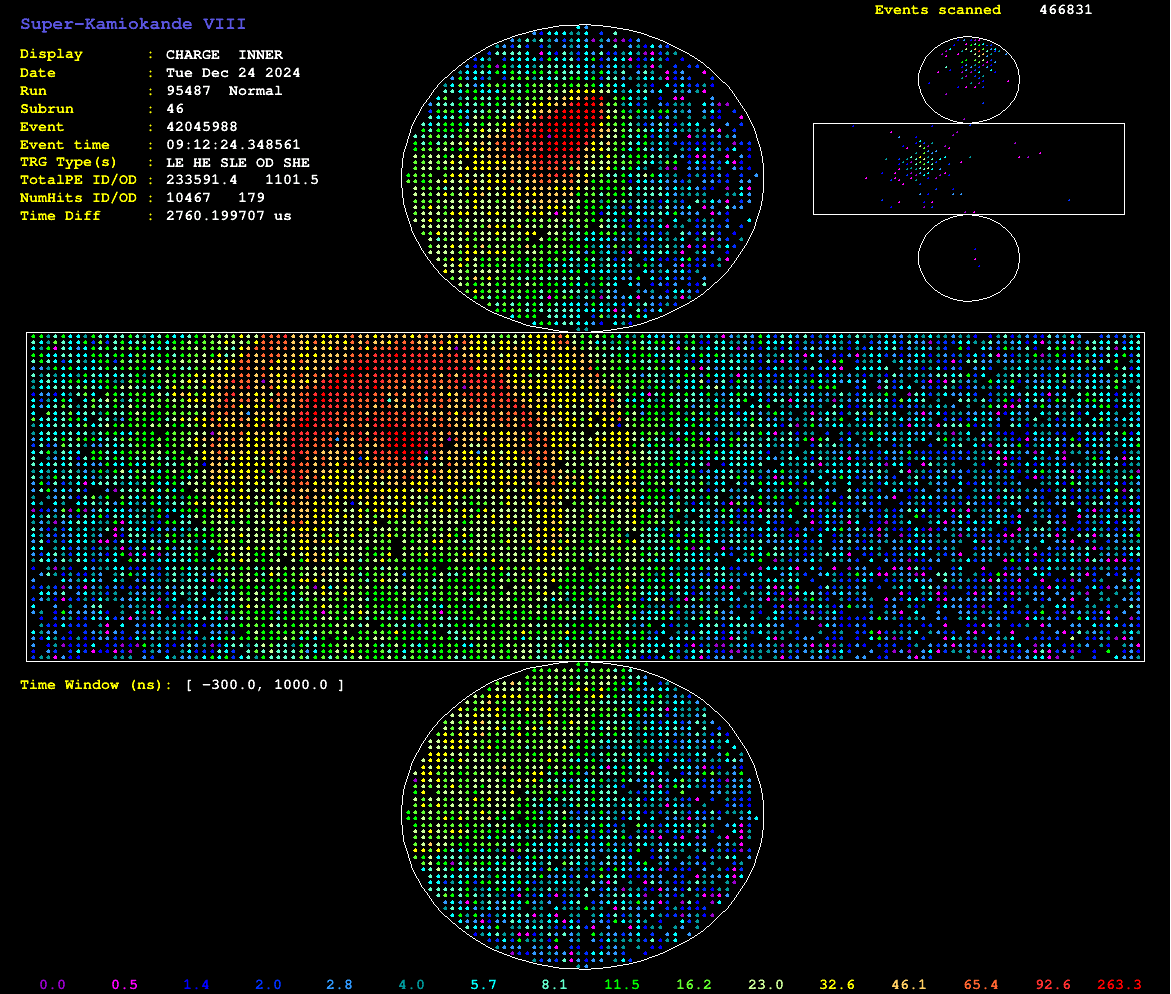 Super-Kamiokande VIII
Events scanned 466831
Display : CHARGE INNER
Date : Tue Dec 24 2024
Run : 95487 Normal
Subrun : 46
Event : 42045988
Event time : 09:12:24.348561
TRG Type(s) : LE HE SLE OD SHE
TotalPE ID/OD : 233591.4 1101.5
NumHits ID/OD : 10467 179
Time Diff : 2760.199707 us
Time Window (ns): [ −300.0, 1000.0 ]
0.0 0.5 1.4 2.0 2.8 4.0 5.7 8.1 11.5 16.2 23.0 32.6 46.1 65.4 92.6 263.3